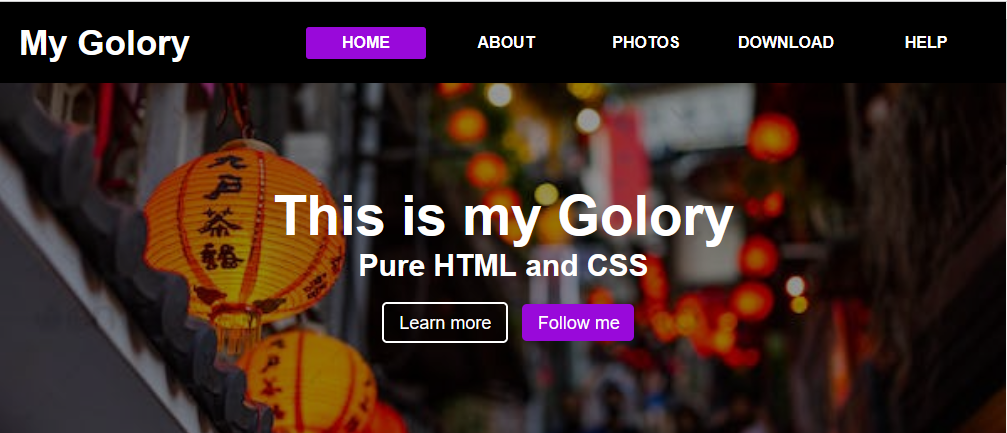 My Golory
HOME ABOUT PHOTOS DOWNLOAD HELP
九戸茶語
This is my Golory
Pure HTML and CSS
Learn more Follow me